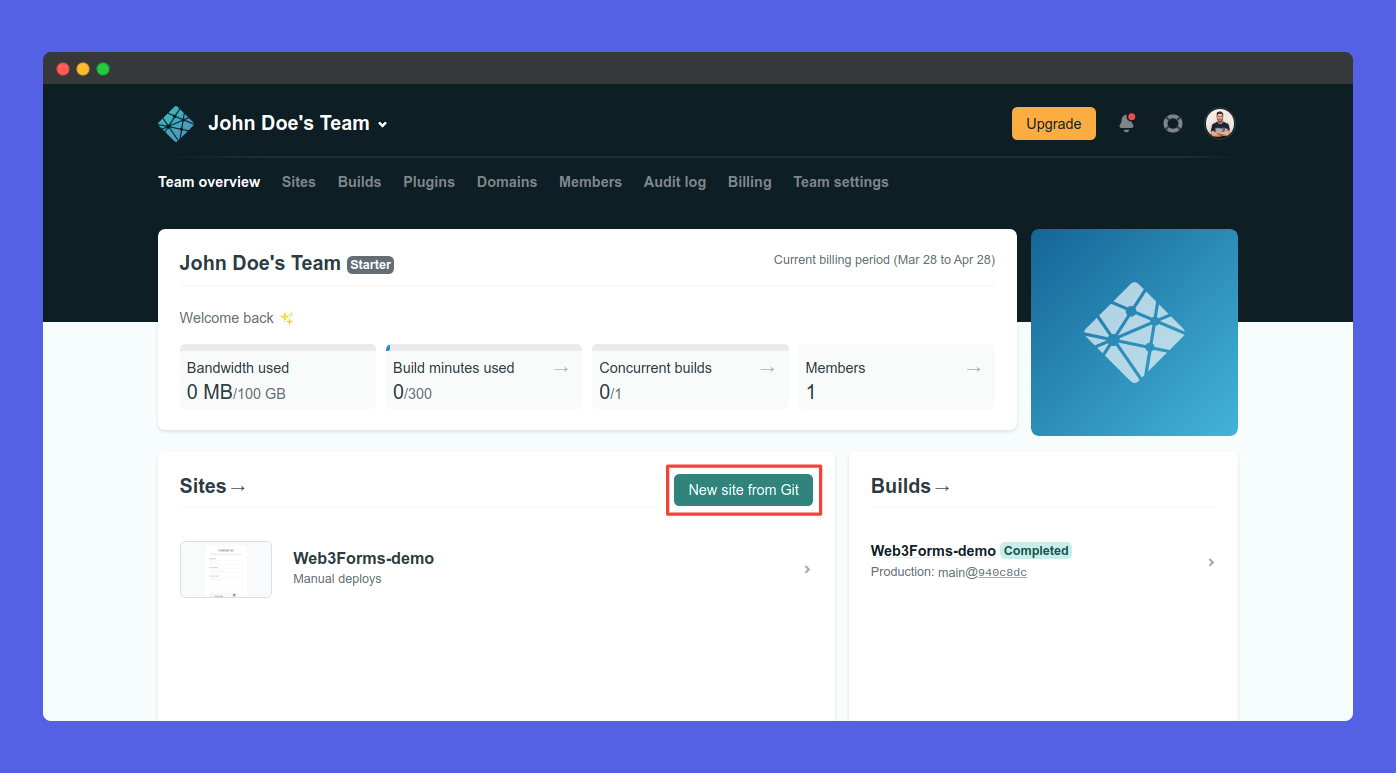 John Doe's Team
Upgrade
Team overview Sites Builds Plugins Domains Members Audit log Billing Team settings
John Doe's Team Starter
Current billing period (Mar 28 to Apr 28)
Welcome back
Bandwidth used
0 MB/100 GB
Build minutes used →
0/300
Concurrent builds →
0/1
Members →
1
Sites →
New site from Git
Web3Forms-demo
Manual deploys
Builds →
Web3Forms-demo Completed
Production: main@940c8dc